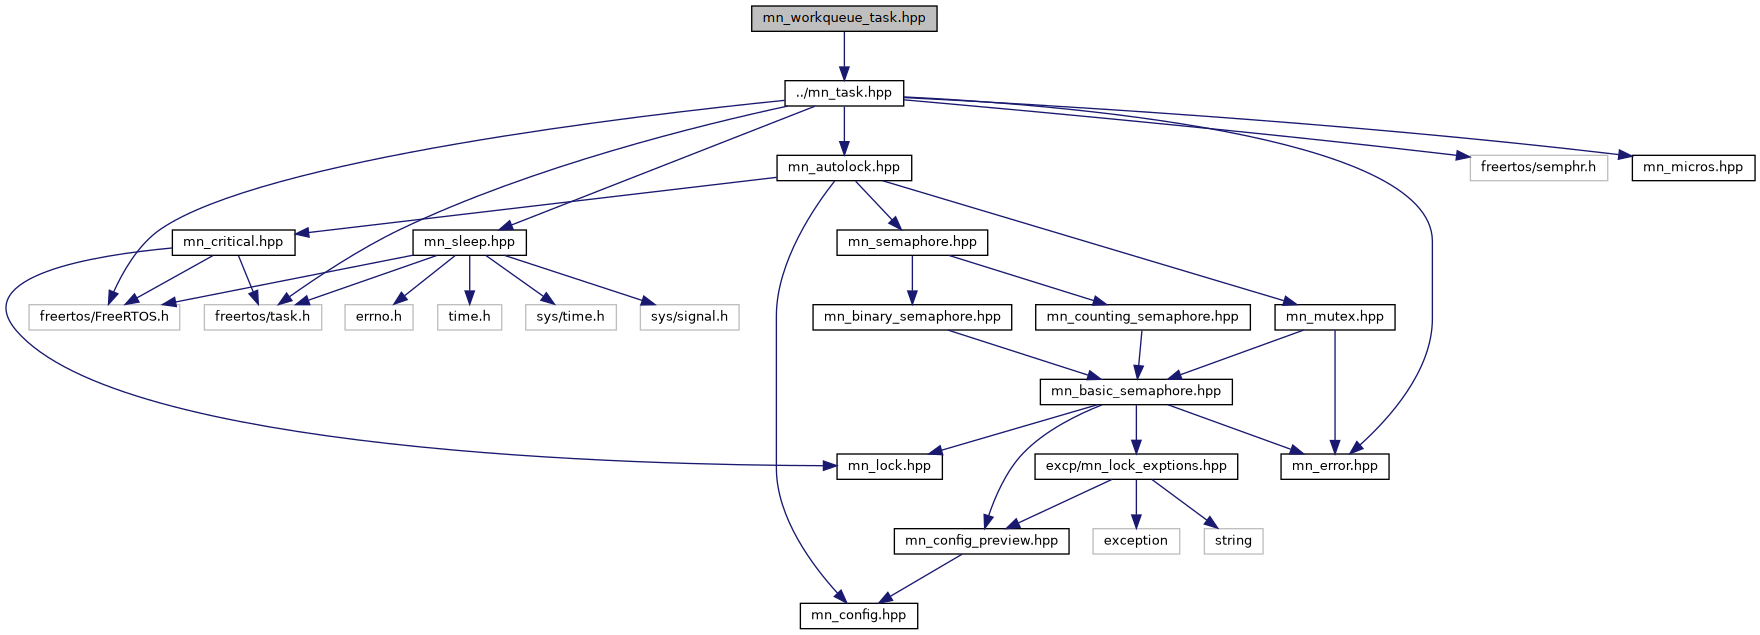 mn_workqueue_task.hpp
../mn_task.hpp
mn_autolock.hpp
freertos/semphr.h
mn_micros.hpp
mn_critical.hpp
mn_sleep.hpp
mn_semaphore.hpp
freertos/FreeRTOS.h
freertos/task.h
errno.h
time.h
sys/time.h
sys/signal.h
mn_binary_semaphore.hpp
mn_counting_semaphore.hpp
mn_mutex.hpp
mn_basic_semaphore.hpp
mn_lock.hpp
excp/mn_lock_exptions.hpp
mn_error.hpp
mn_config_preview.hpp
exception
string
mn_config.hpp